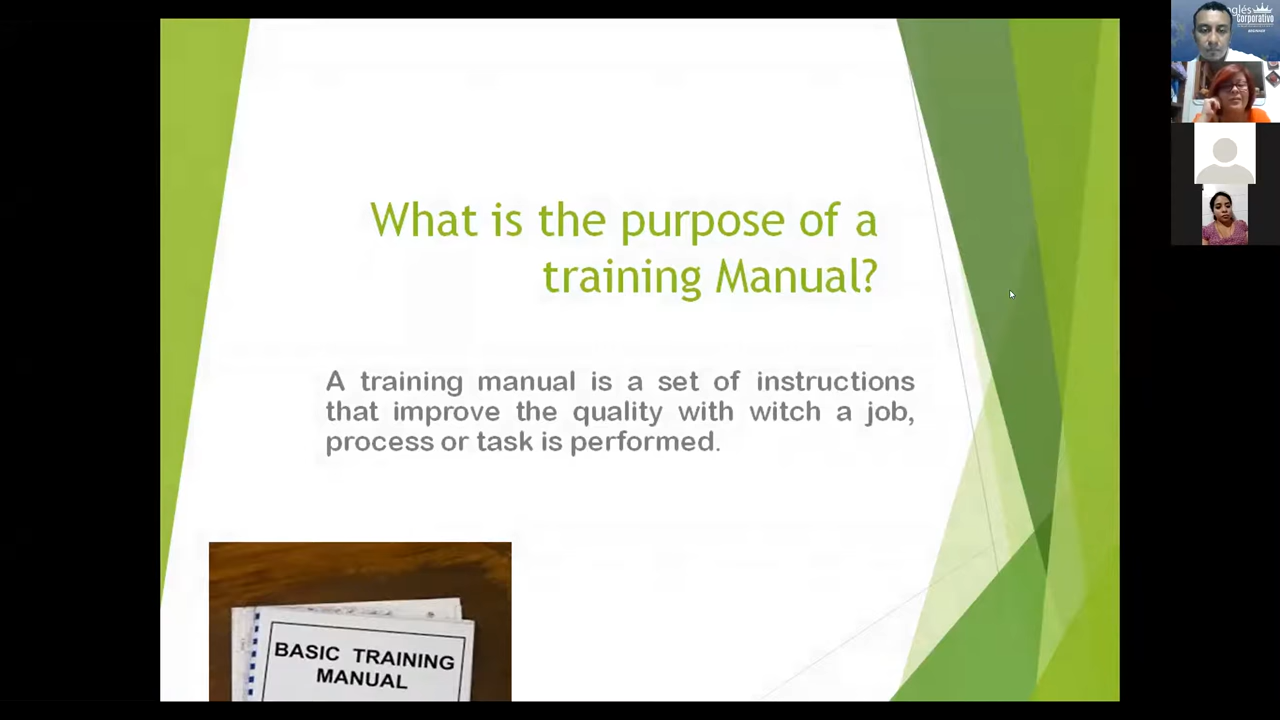 What is the purpose of a
training Manual?
A training manual is a set of instructions
that improve the quality with witch a job,
process or task is performed.
BASIC TRAINING
MANUAL
Corporativo